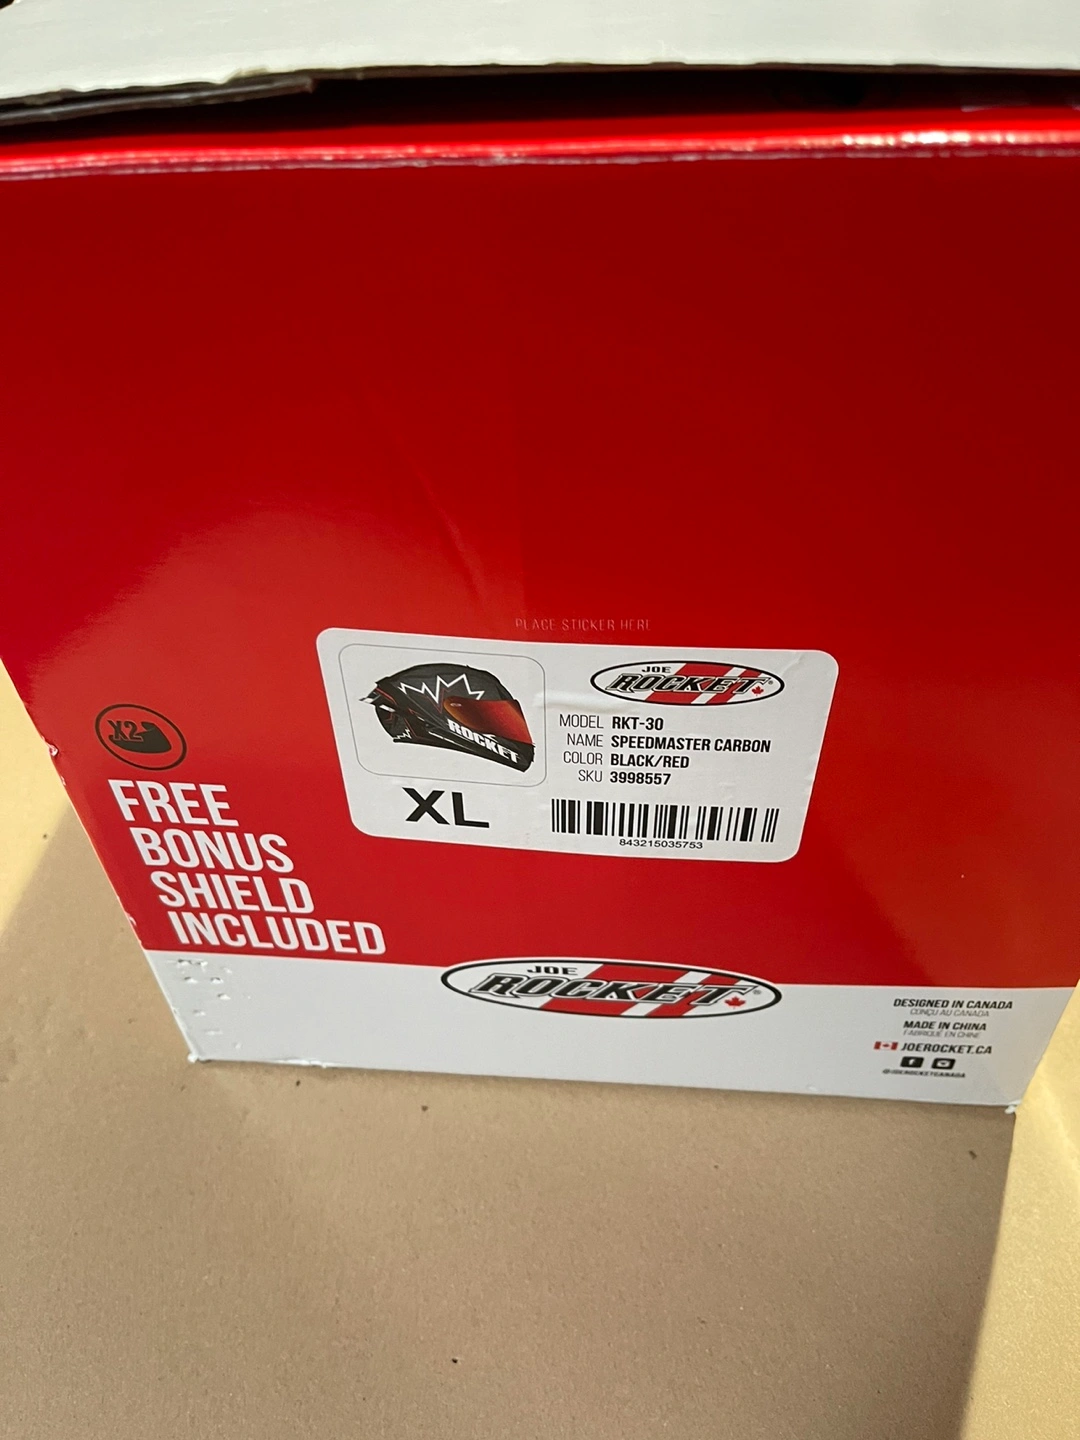 PLACE STICKER HERE
JOE
ROCKET
MODEL RKT-30
NAME SPEEDMASTER CARBON
COLOR BLACK/RED
SKU 3998557
ROCKET
XL
843215035753
X2
FREE
BONUS
SHIELD
INCLUDED
JOE
ROCKET
DESIGNED IN CANADA
CONÇU AU CANADA
MADE IN CHINA
FABRIQUÉ EN CHINE
JOEROCKET.CA
@JOEROCKETCANADA